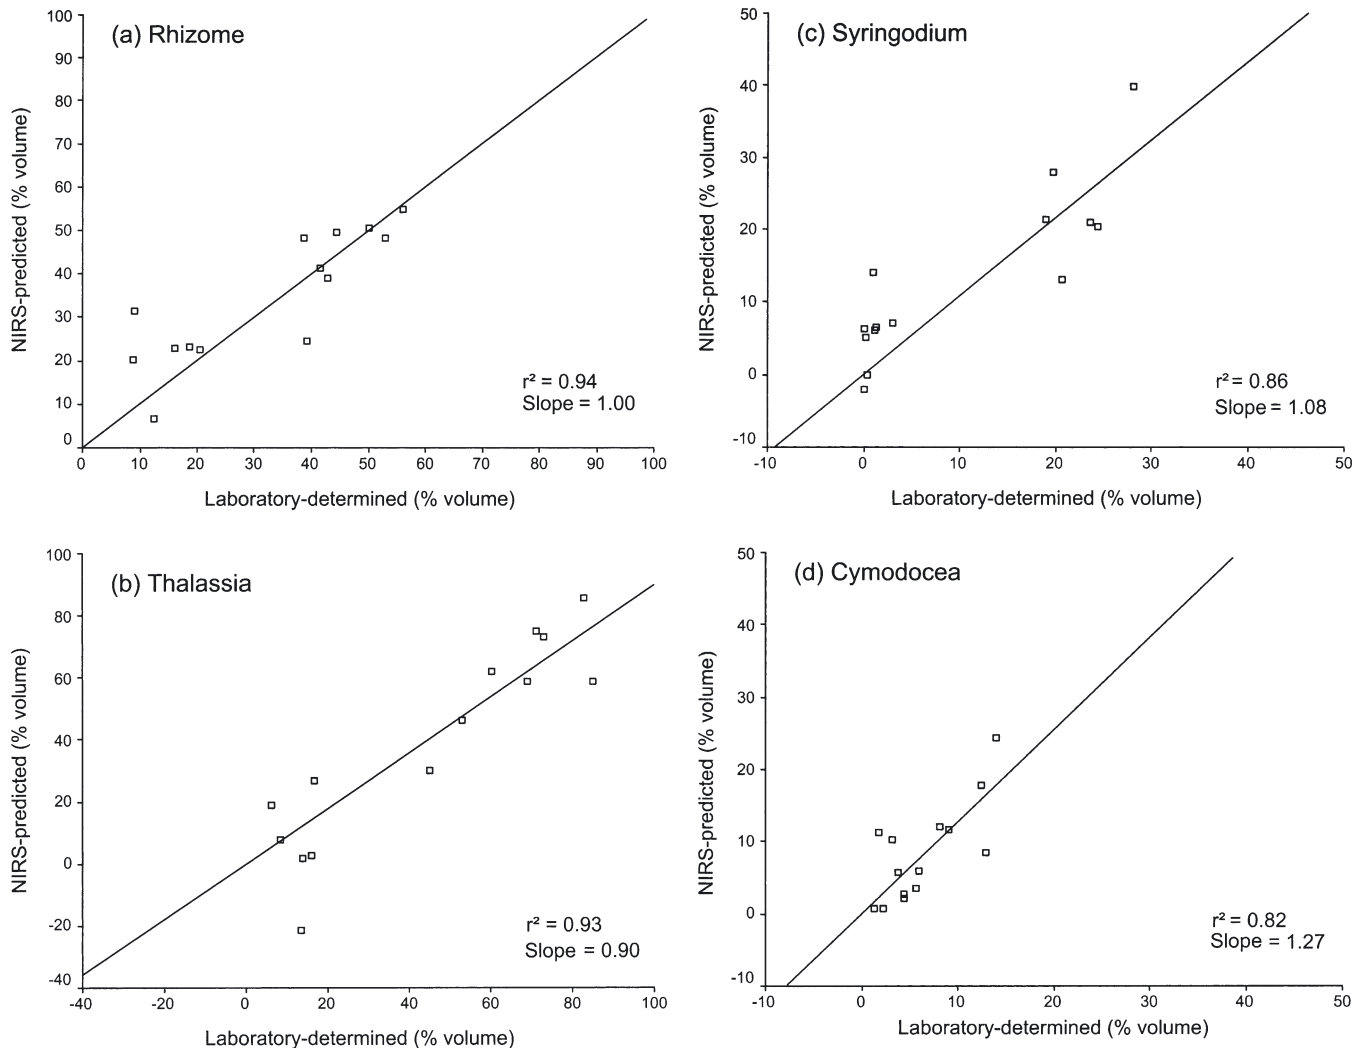 (a) Rhizome
NIRS-predicted (% volume)
100
90
80
70
60
50
40
30
20
10
0
0 10 20 30 40 50 60 70 80 90 100
r² = 0.94
Slope = 1.00
Laboratory-determined (% volume)
(c) Syringodium
NIRS-predicted (% volume)
50
40
30
20
10
0
-10
-10 0 10 20 30 40 50
r² = 0.86
Slope = 1.08
Laboratory-determined (% volume)
(b) Thalassia
NIRS-predicted (% volume)
100
80
60
40
20
0
-20
-40
-40 -20 0 20 40 60 80 100
r² = 0.93
Slope = 0.90
Laboratory-determined (% volume)
(d) Cymodocea
NIRS-predicted (% volume)
50
40
30
20
10
0
-10
-10 0 10 20 30 40 50
r² = 0.82
Slope = 1.27
Laboratory-determined (% volume)